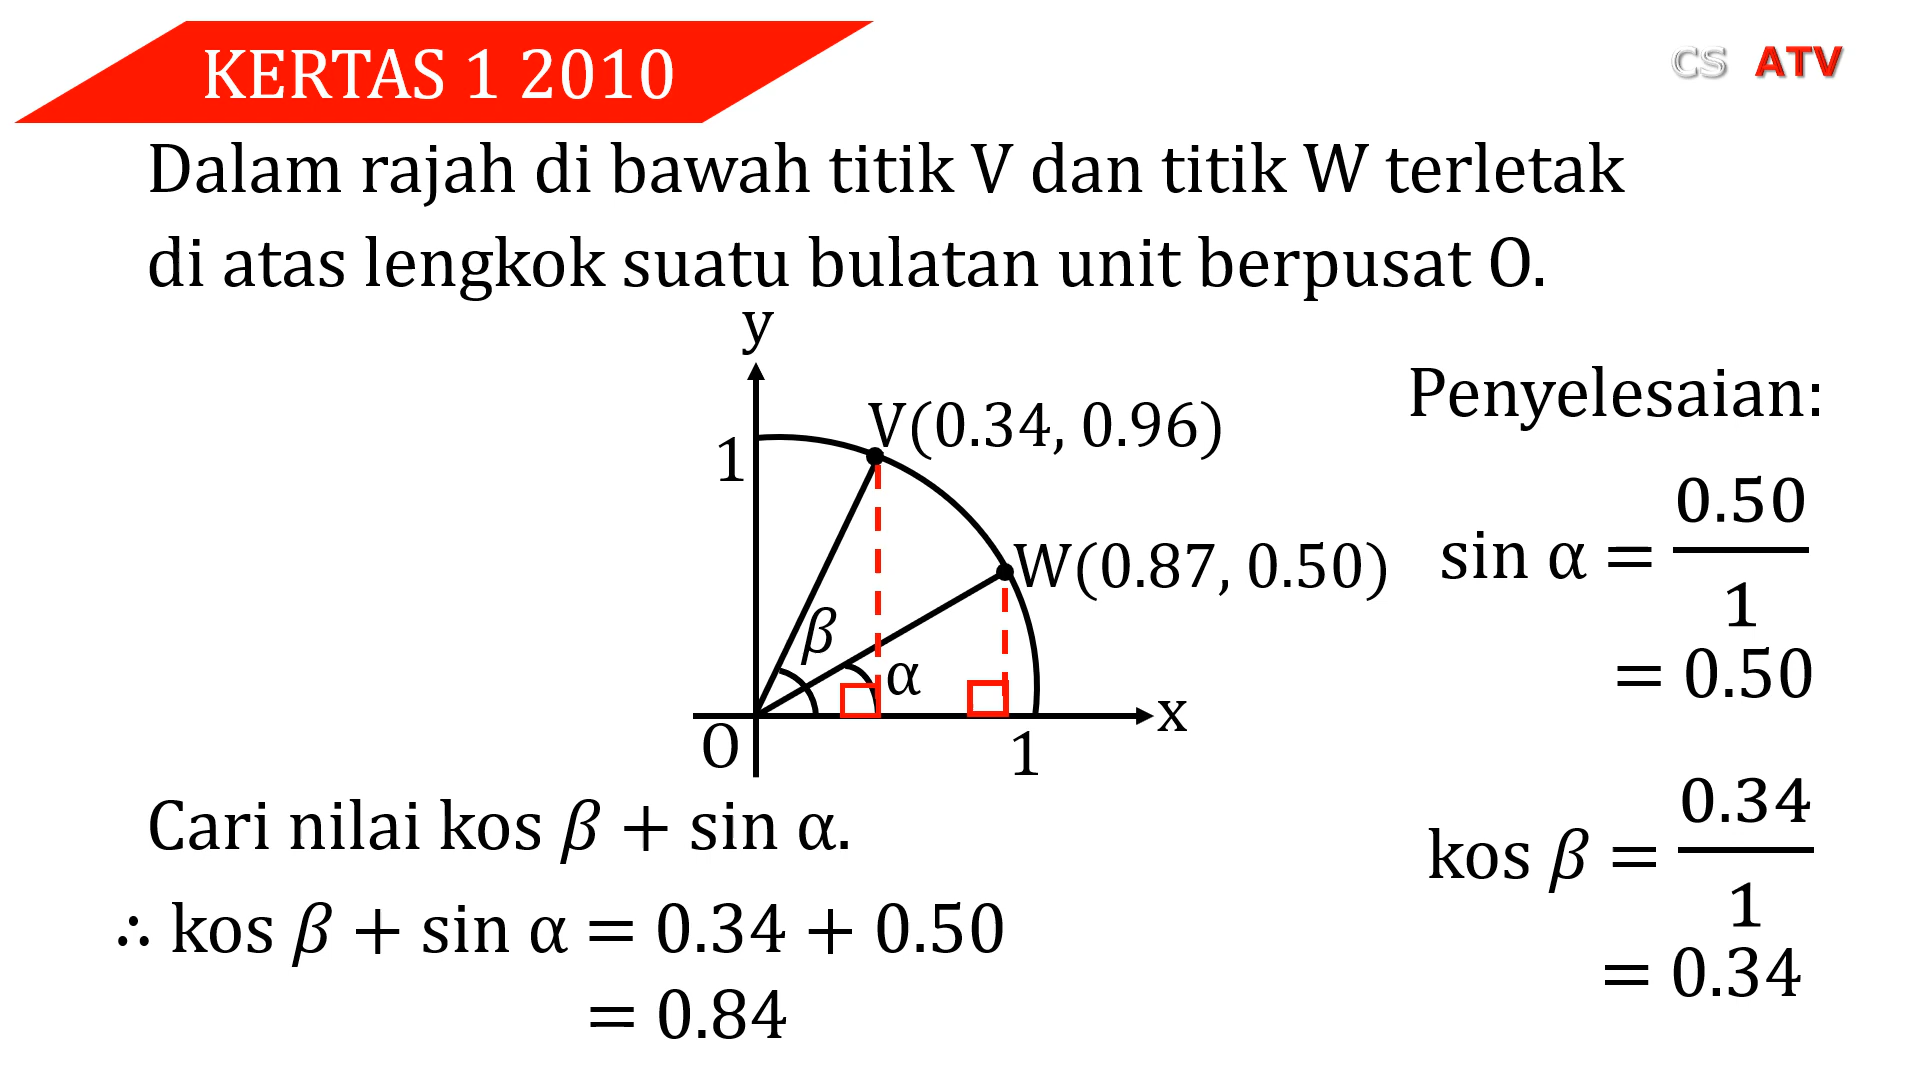 KERTAS 1 2010
CS ATV
Dalam rajah di bawah titik V dan titik W terletak
di atas lengkok suatu bulatan unit berpusat O.
y
1
V(0.34, 0.96)
W(0.87, 0.50)
β
α
O
1
x
Penyelesaian:
sin α = 0.50/1
= 0.50
kos β = 0.34/1
= 0.34
Cari nilai kos β + sin α.
∴ kos β + sin α = 0.34 + 0.50
= 0.84